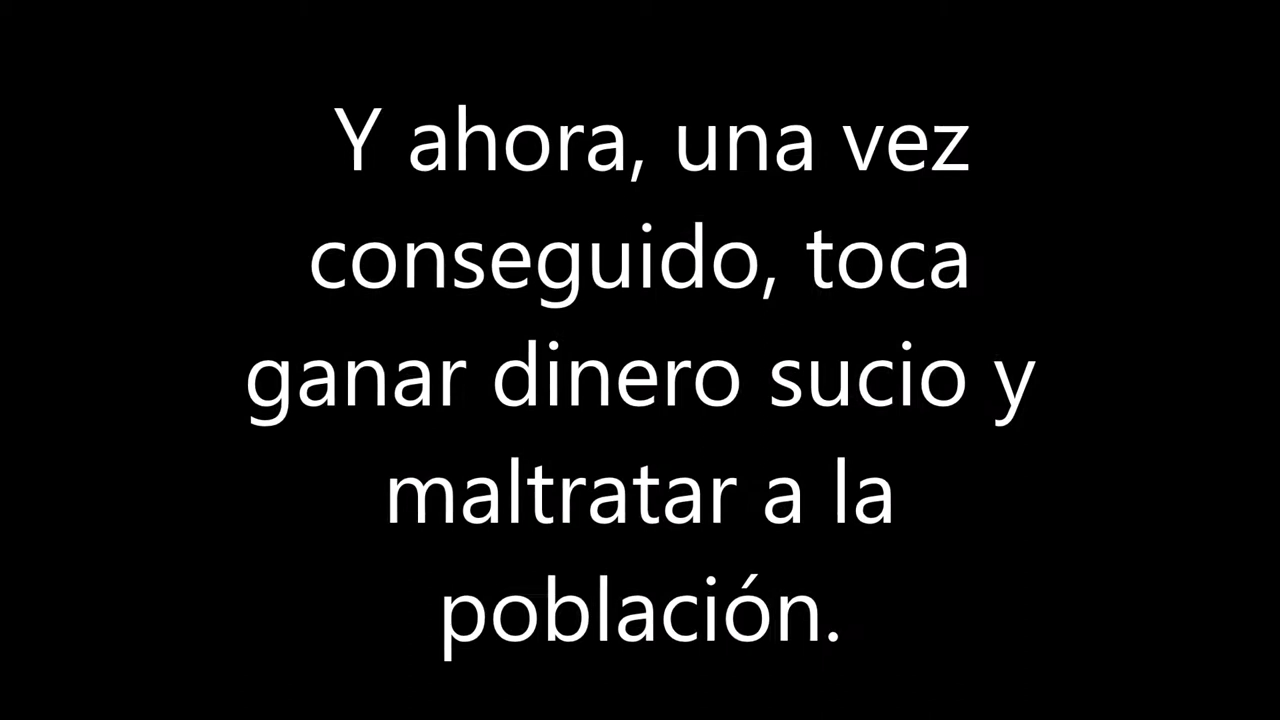 Y ahora, una vez
conseguido, toca
ganar dinero sucio y
maltratar a la
población.